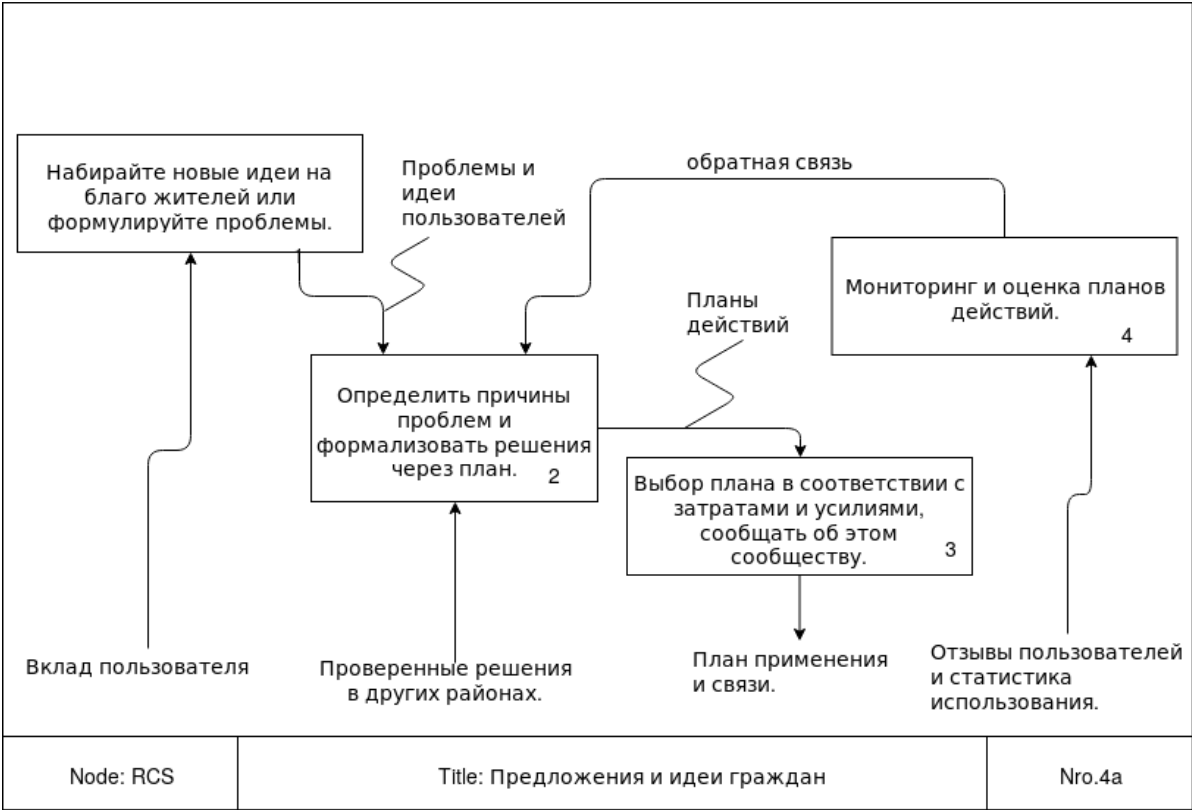 Набирайте новые идеи на
благо жителей или
формулируйте проблемы.
Проблемы и
идеи
пользователей
обратная связь
Мониторинг и оценка планов
действий.
4
Планы
действий
Определить причины
проблем и
формализовать решения
через план.
2
Выбор плана в соответствии с
затратами и усилиями,
сообщать об этом
сообществу.
3
Вклад пользователя
Проверенные решения
в других районах.
План применения
и связи.
Отзывы пользователей
и статистика
использования.
Node: RCS
Title: Предложения и идеи граждан
Nro.4a